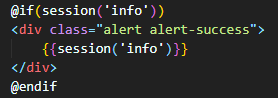 @if(session('info'))
<div class="alert alert-success">
    {{session('info')}}
</div>
@endif